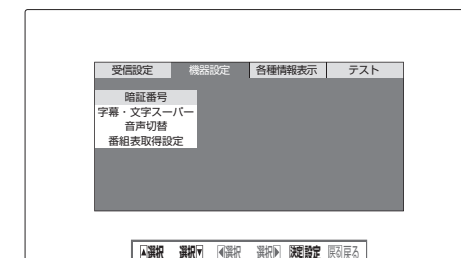 受信設定 機器設定 各種情報表示 テスト
暗証番号
字幕・文字スーパー
音声切替
番組表取得設定
▲選択 選択▼ ◀選択 選択▶ 決定 設定 戻る 戻る